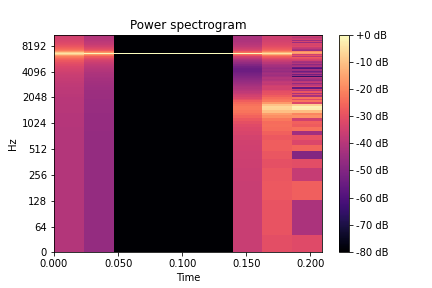 Power spectrogram
Hz
8192
4096
2048
1024
512
256
128
64
0
0.000 0.050 0.100 0.150 0.200
Time
+0 dB
-10 dB
-20 dB
-30 dB
-40 dB
-50 dB
-60 dB
-70 dB
-80 dB